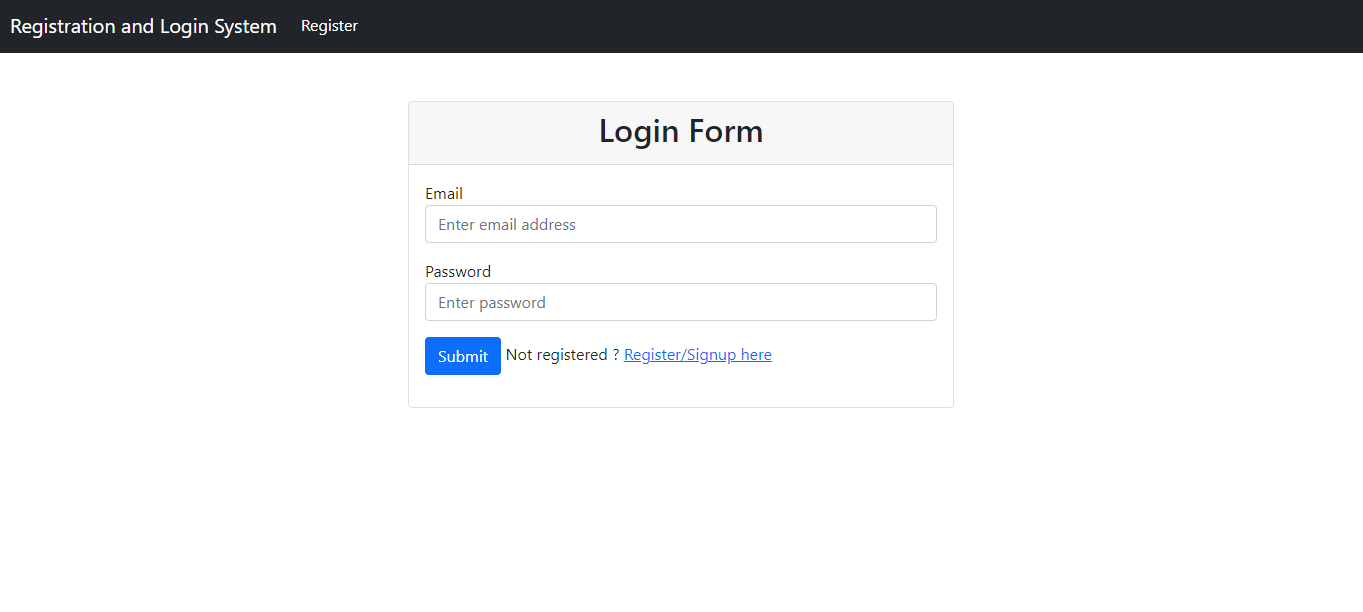 Registration and Login System Register
Login Form
Email
Enter email address
Password
Enter password
Submit Not registered ? Register/Signup here